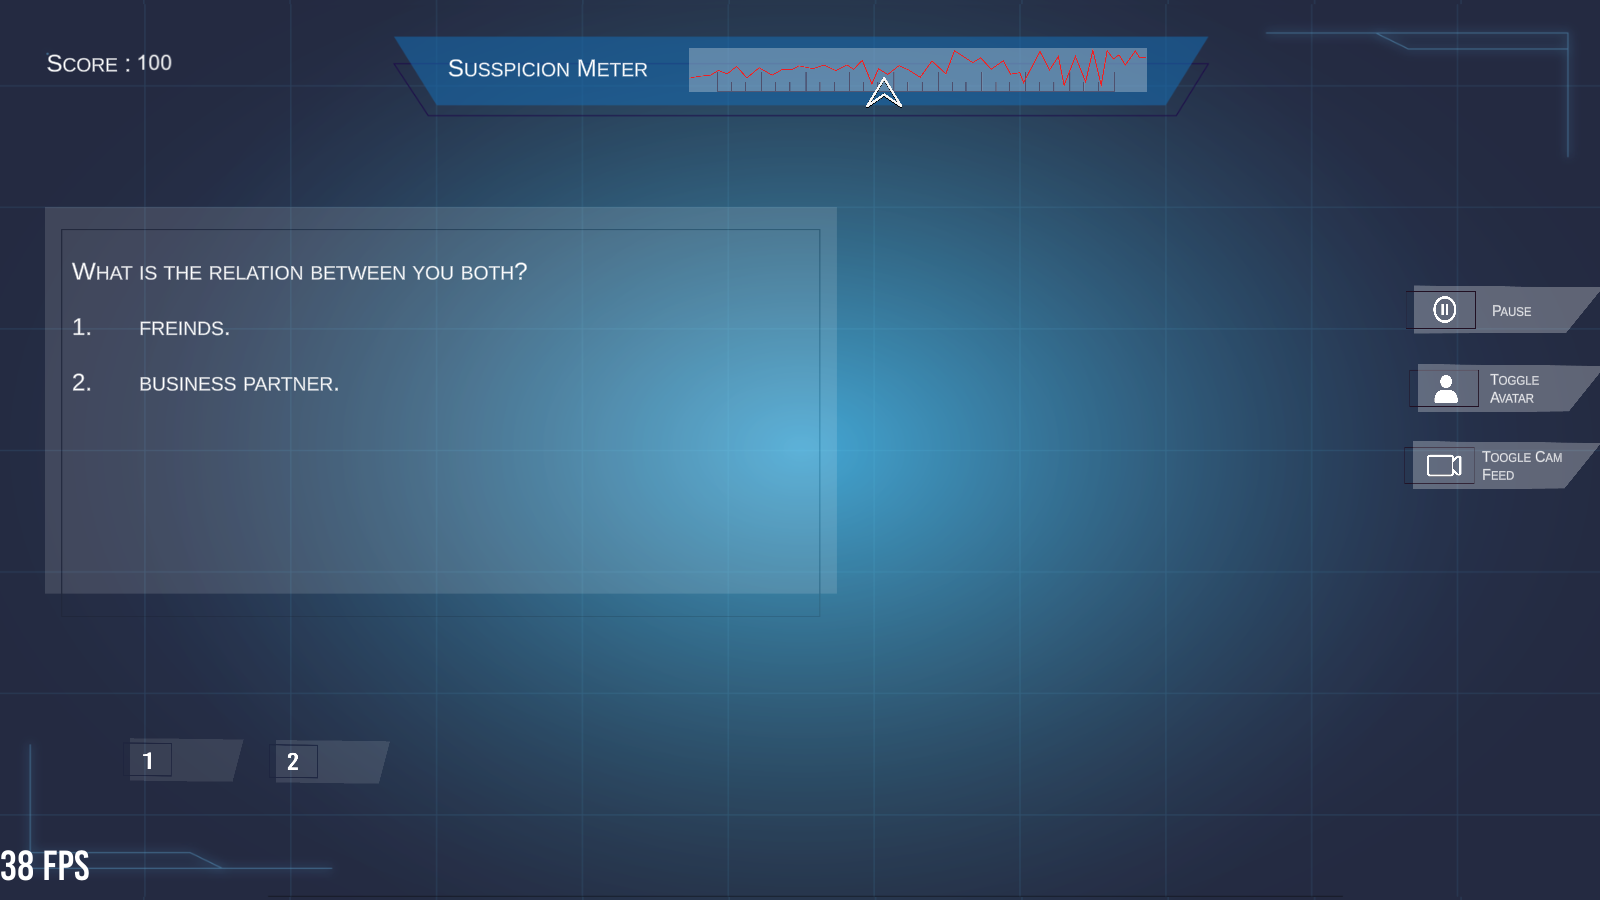 Score : 100
Susspicion Meter
What is the relation between you both?
1. freinds.
2. business partner.
Pause
Toggle
Avatar
Toogle Cam
Feed
1
2
38 FPS